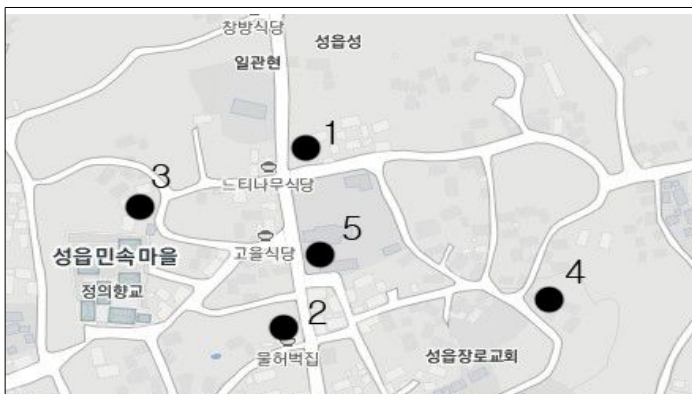 창방식당
성읍성
일관현
1
느티나무식당
3
5
고을식당
성읍민속마을
정의향교
4
2
물허벅집
성읍장로교회